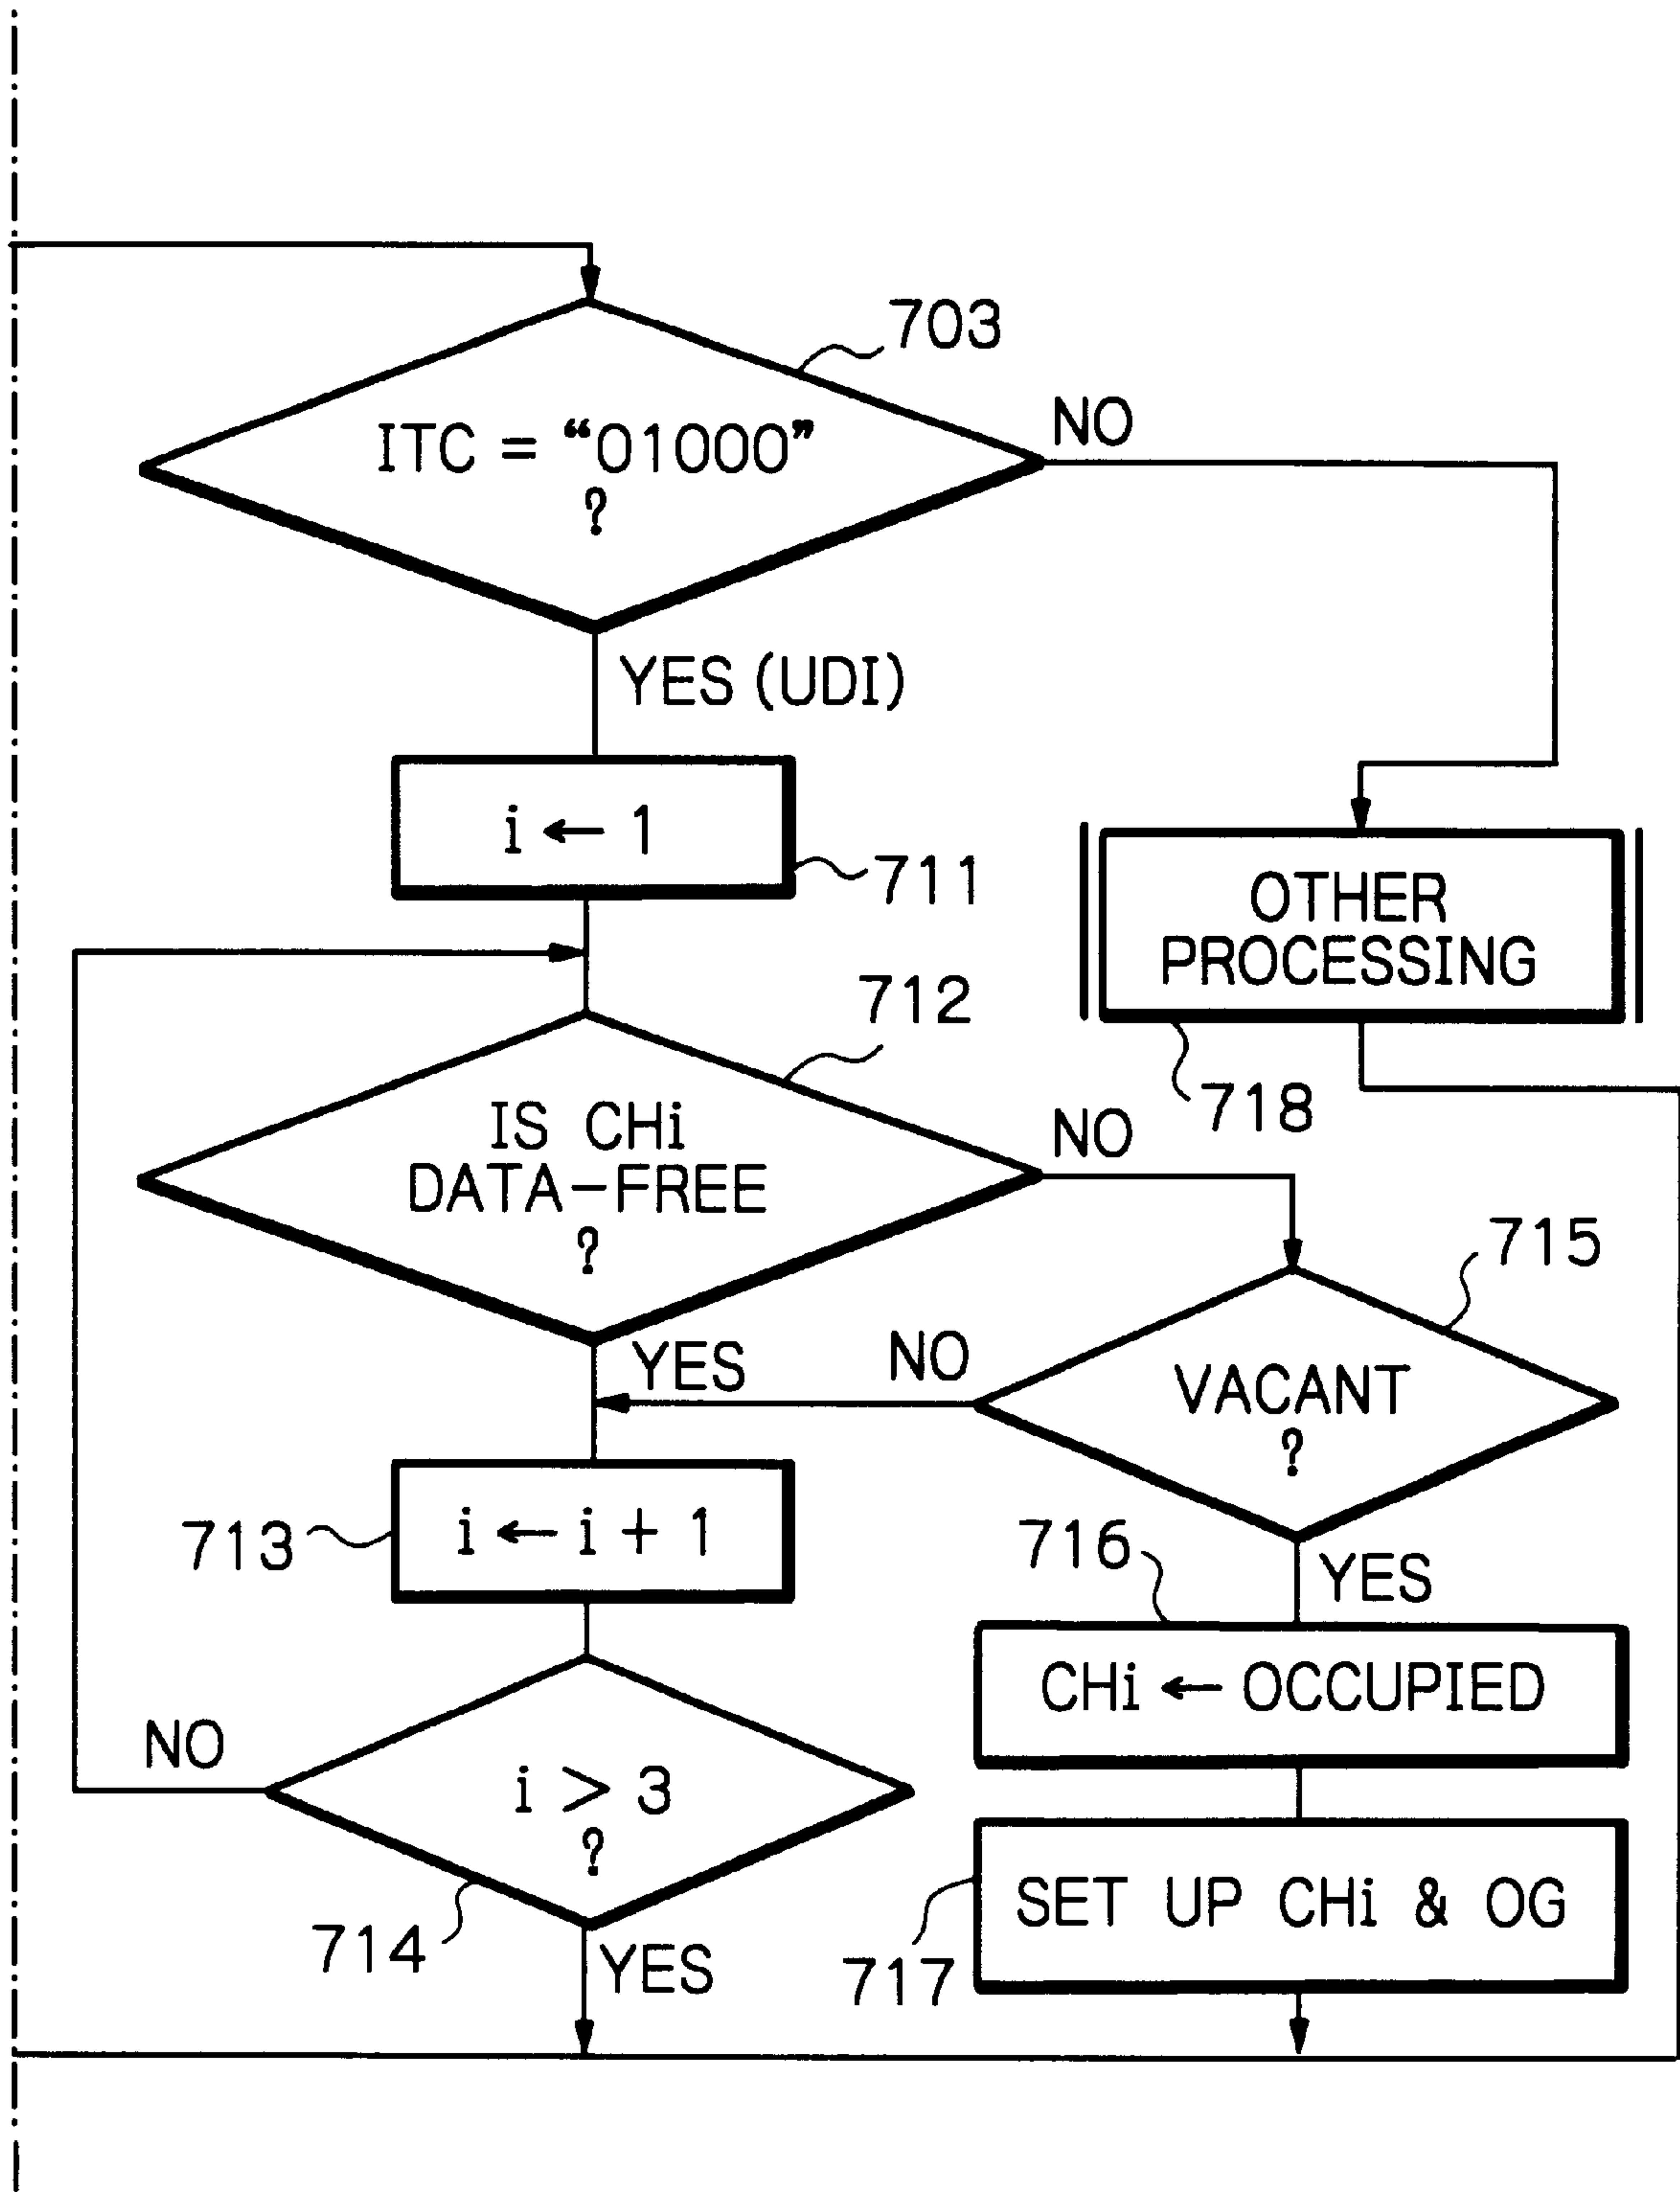 703
ITC = “01000”
?
NO
YES (UDI)
i ← 1
711
OTHER
PROCESSING
718
712
IS CHi
DATA-FREE
?
NO
YES
715
NO
VACANT
?
713
i ← i + 1
716
YES
CHi ← OCCUPIED
NO
i > 3
?
714
YES
SET UP CHi & OG
717